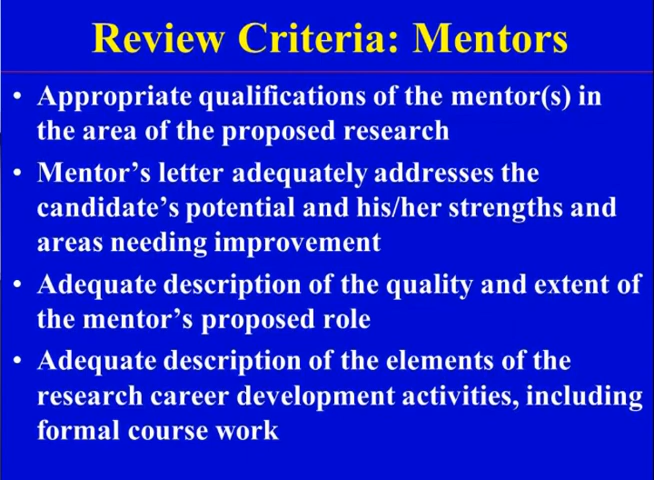 Review Criteria: Mentors
• Appropriate qualifications of the mentor(s) in
the area of the proposed research
• Mentor's letter adequately addresses the
candidate's potential and his/her strengths and
areas needing improvement
• Adequate description of the quality and extent of
the mentor's proposed role
• Adequate description of the elements of the
research career development activities, including
formal course work